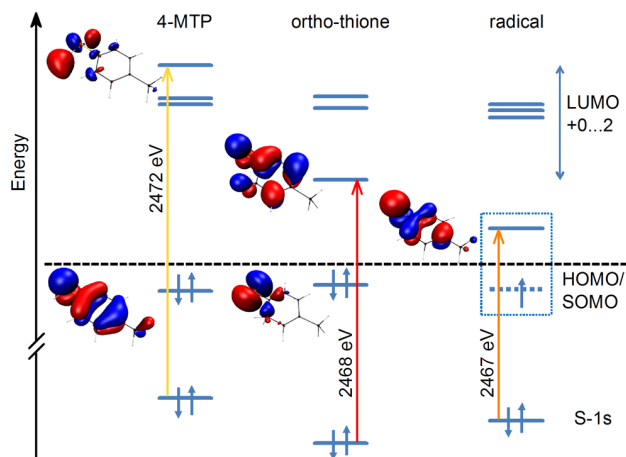 4-MTP ortho-thione radical
Energy
LUMO
+0...2
2472 eV
2468 eV
2467 eV
HOMO/
SOMO
S-1s